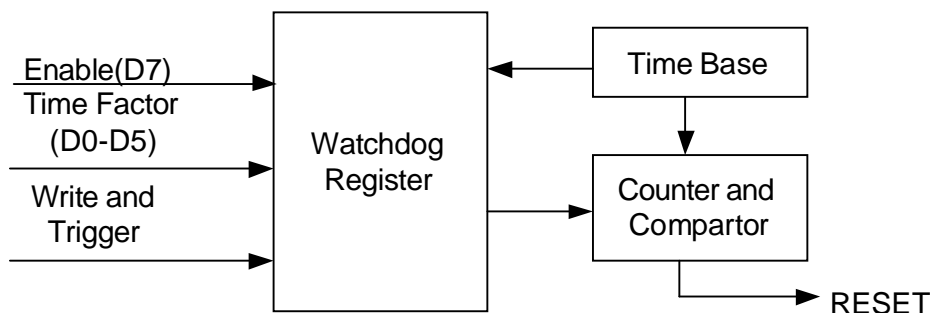 Enable(D7)
Time Factor
(D0-D5)
Write and
Trigger
Watchdog
Register
Time Base
Counter and
Compartor
RESET